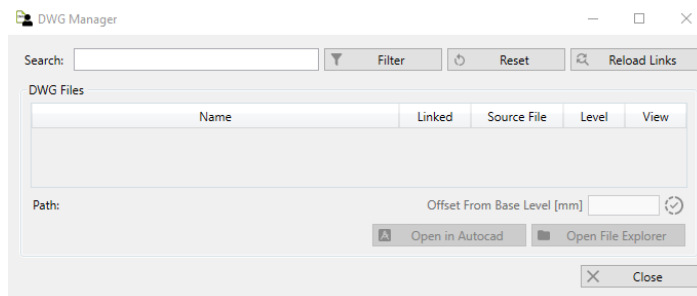 DWG Manager
Search: Filter Reset Reload Links
DWG Files
Name Linked Source File Level View
Path: Offset From Base Level [mm]
A Open in Autocad Open File Explorer
Close